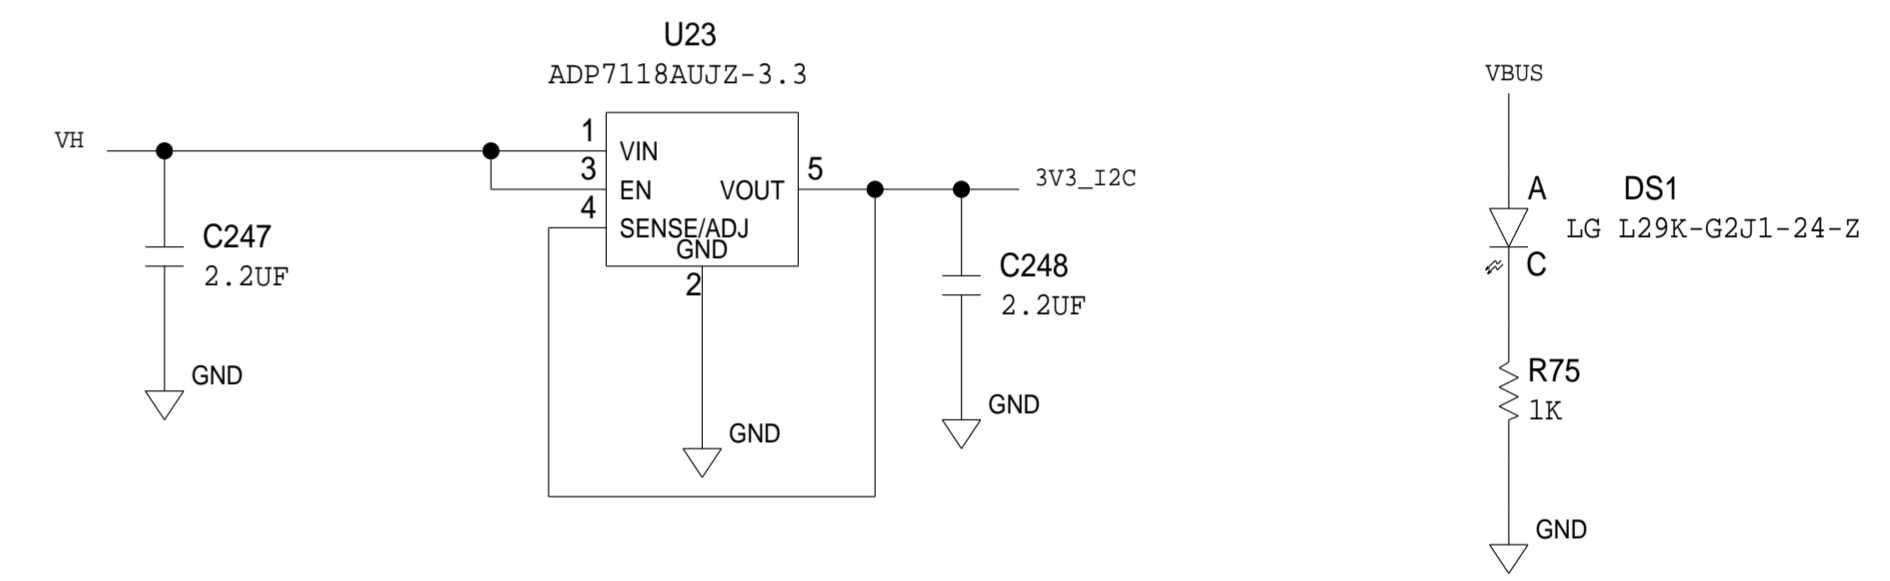 U23
ADP7118AUJZ-3.3
VH
1
VIN
3
EN
4
SENSE/ADJ
GND
2
VOUT
5
3V3_I2C
C247
2.2UF
GND
C248
2.2UF
GND
GND
VBUS
A
DS1
LG L29K-G2J1-24-Z
C
R75
1K
GND